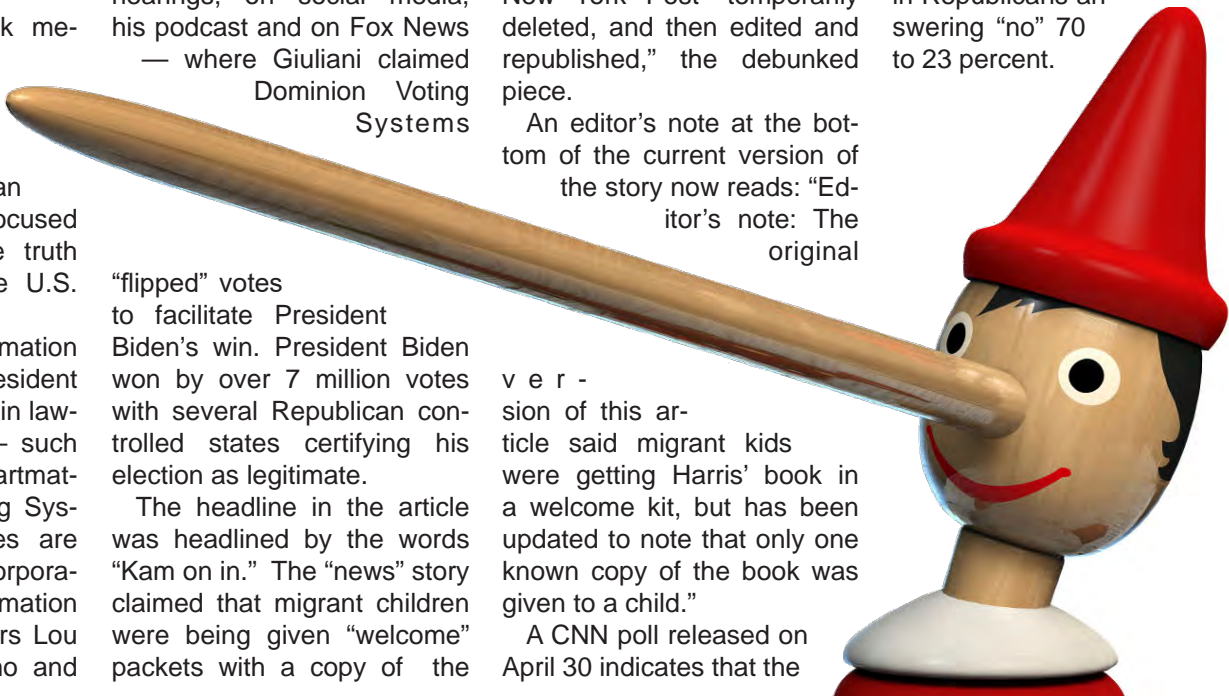 k me-
an
ocused
e truth
e U.S.
mation
esident
in law-
– such
artmat-
g Sys-
es are
orpora-
mation
rs Lou
no and
hearings, on social media,
his podcast and on Fox News
— where Giuliani claimed
Dominion Voting
Systems
“flipped” votes
to facilitate President
Biden’s win. President Biden
won by over 7 million votes
with several Republican con-
trolled states certifying his
election as legitimate.
The headline in the article
was headlined by the words
“Kam on in.” The “news” story
claimed that migrant children
were being given “welcome”
packets with a copy of the
New York Post temporarily
deleted, and then edited and
republished,” the debunked
piece.
An editor’s note at the bot-
tom of the current version of
the story now reads: “Ed-
itor’s note: The
original
v e r -
sion of this ar-
ticle said migrant kids
were getting Harris’ book in
a welcome kit, but has been
updated to note that only one
known copy of the book was
given to a child.”
A CNN poll released on
April 30 indicates that the
in Republicans an-
swering “no” 70
to 23 percent.